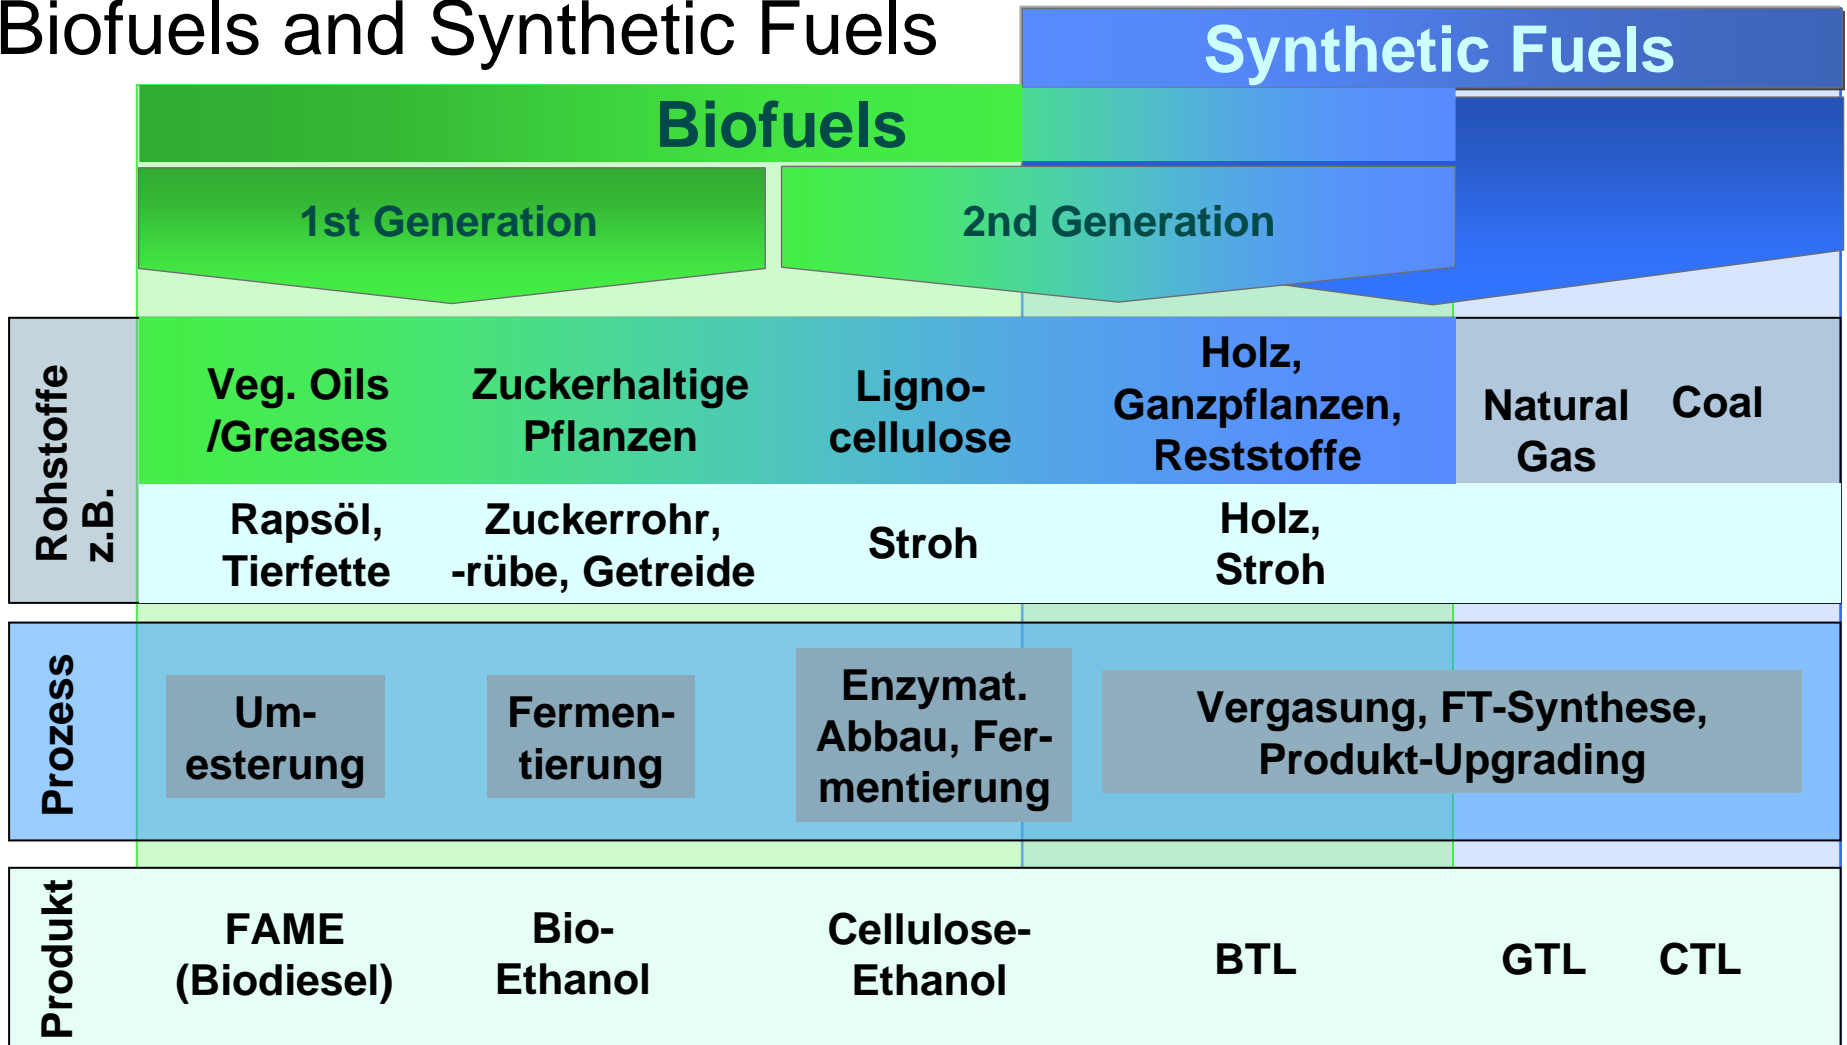 Biofuels and Synthetic Fuels
Synthetic Fuels
Biofuels
1st Generation
2nd Generation
Rohstoffe
z.B.
Veg. Oils
/Greases
Zuckerhaltige
Pflanzen
Ligno-
cellulose
Holz,
Ganzpflanzen,
Reststoffe
Natural
Gas
Coal
Rapsöl,
Tierfette
Zuckerrohr,
-rübe, Getreide
Stroh
Holz,
Stroh
Prozess
Um-
esterung
Fermen-
tierung
Enzymat.
Abbau, Fer-
mentierung
Vergasung, FT-Synthese,
Produkt-Upgrading
Produkt
FAME
(Biodiesel)
Bio-
Ethanol
Cellulose-
Ethanol
BTL
GTL
CTL